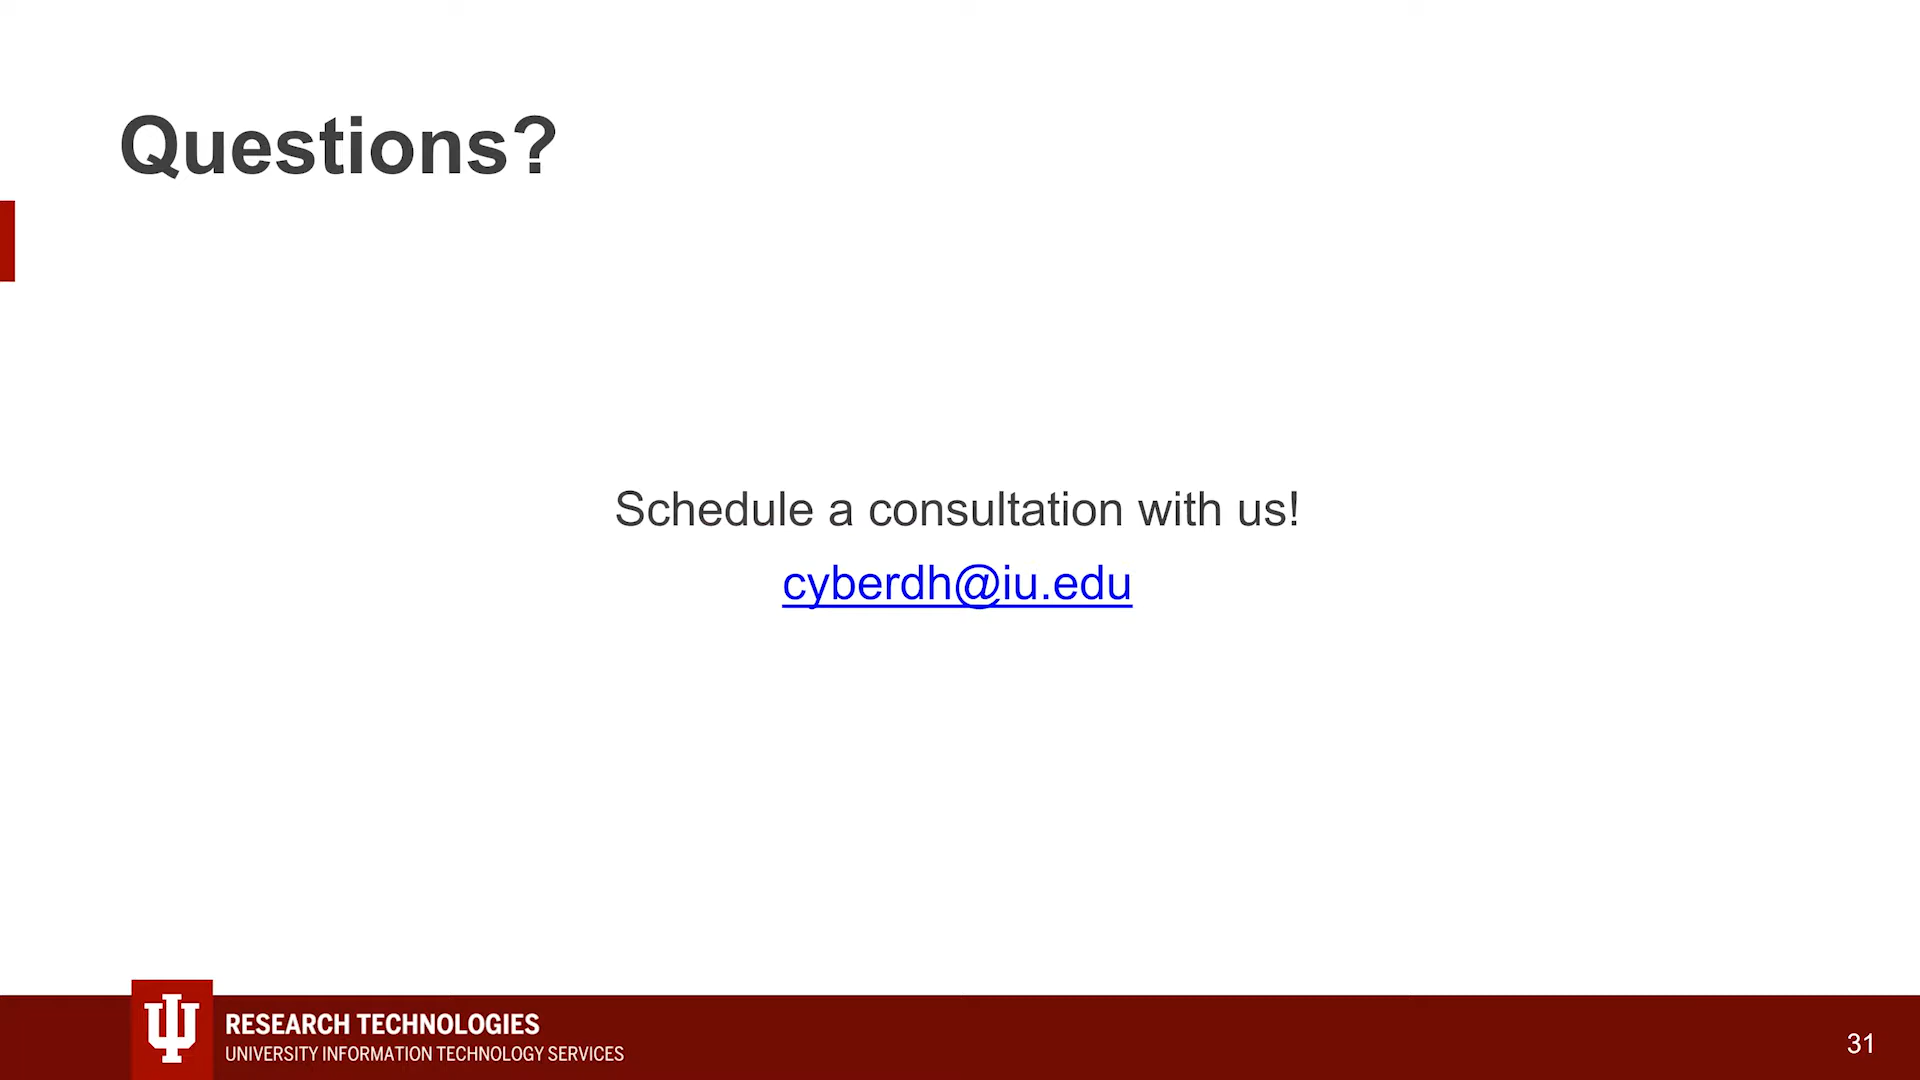 Questions?
Schedule a consultation with us!
cyberdh@iu.edu
RESEARCH TECHNOLOGIES
UNIVERSITY INFORMATION TECHNOLOGY SERVICES
31